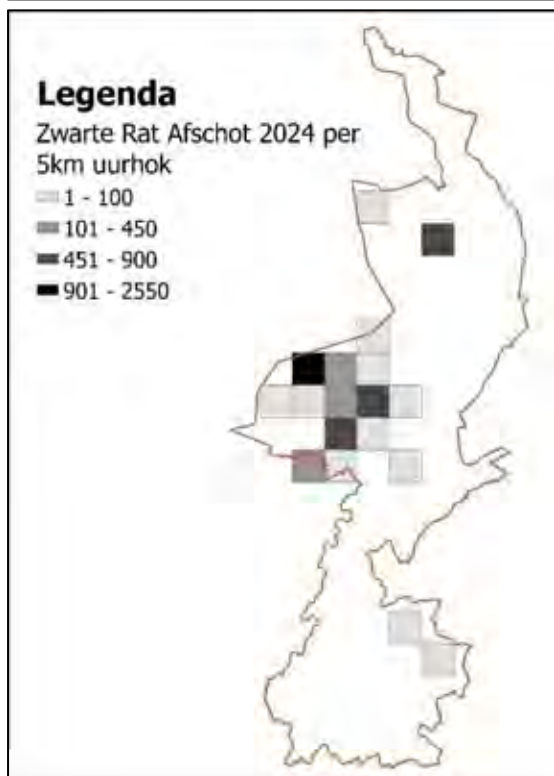 Legenda
Zwarte Rat Afschot 2024 per
5km uurhok
1 - 100
101 - 450
451 - 900
901 - 2550